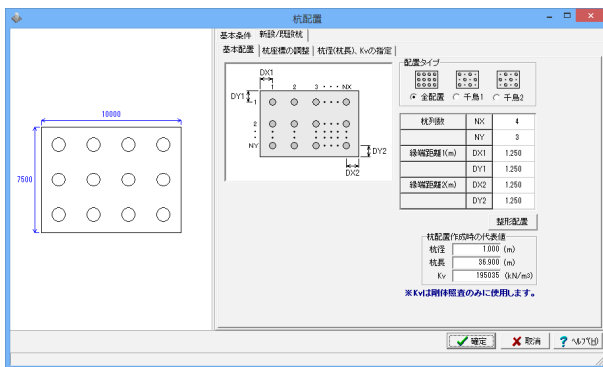 杭配置
基本条件 新設/既設杭
基本配置 杭座標の調整 杭径(杭長)、Kvの指定
10000
7500
DX1
1 2 3 ・・・ NX
DY1
1
2
NY
DY2
DX2
配置タイプ
全配置 千鳥1 千鳥2
杭列数 NX 4
NY 3
縁端距離1(m) DX1 1.250
DY1 1.250
縁端距離2(m) DX2 1.250
DY2 1.250
整形配置
杭配置作成時の代表値
杭径 1.000 (m)
杭長 36.900 (m)
Kv 195035 (kN/m3)
※Kvは剛体照査のみに使用します。
確定 取消 ? ヘルプ(H)